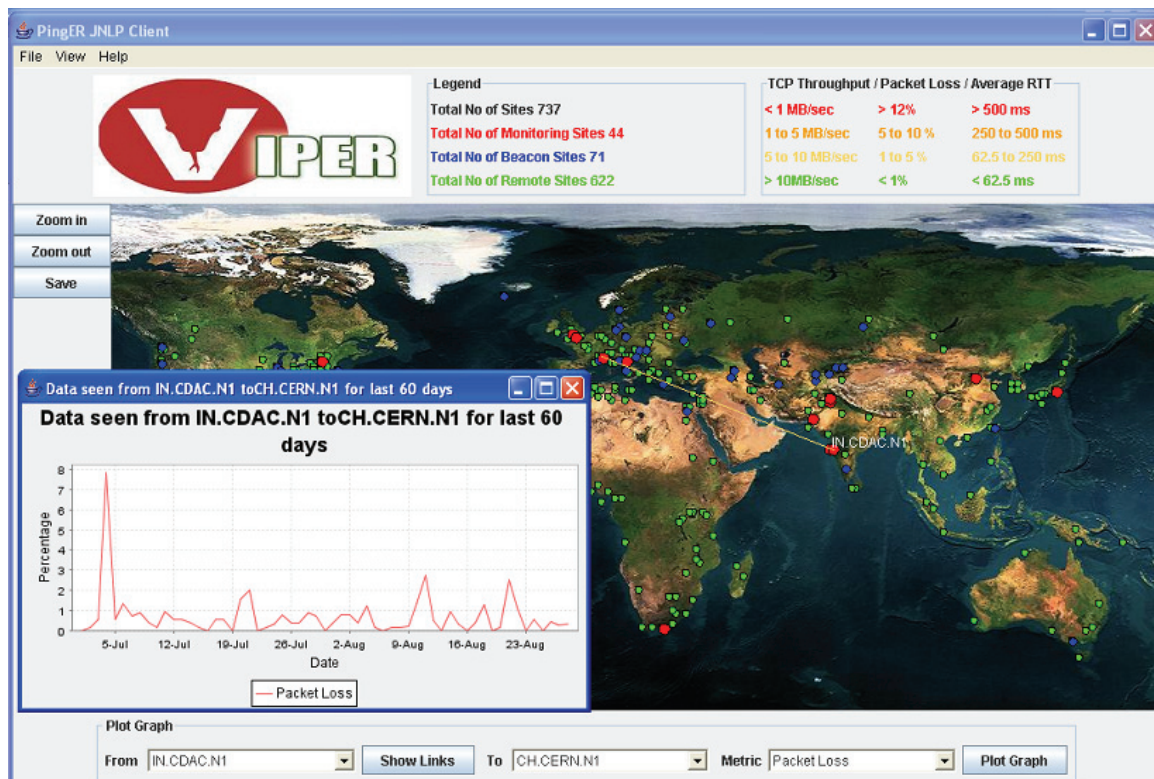 PingER JNLP Client
File View Help
VIPER
Legend
Total No of Sites 737
Total No of Monitoring Sites 44
Total No of Beacon Sites 71
Total No of Remote Sites 622
TCP Throughput / Packet Loss / Average RTT
< 1 MB/sec > 12% > 500 ms
1 to 5 MB/sec 5 to 10 % 250 to 500 ms
5 to 10 MB/sec 1 to 5 % 62.5 to 250 ms
> 10MB/sec < 1% < 62.5 ms
Zoom in
Zoom out
Save
IN.CDAC.N1
Data seen from IN.CDAC.N1 toCH.CERN.N1 for last 60 days
Data seen from IN.CDAC.N1 toCH.CERN.N1 for last 60
days
Percentage
8
7
6
5
4
3
2
1
0
5-Jul 12-Jul 19-Jul 26-Jul 2-Aug 9-Aug 16-Aug 23-Aug
Date
Packet Loss
Plot Graph
From IN.CDAC.N1 Show Links To CH.CERN.N1 Metric Packet Loss Plot Graph